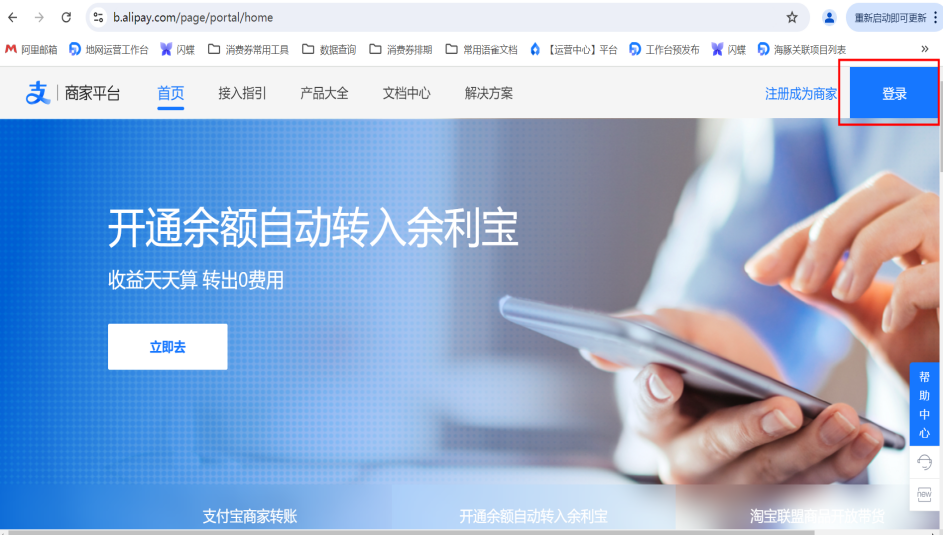 b.alipay.com/page/portal/home
重新启动即可更新
阿里邮箱 地网运营工作台 闪蝶 消费券常用工具 数据查询 消费券排期 常用语雀文档 【运营中心】平台 工作台预发布 闪蝶 海豚关联项目列表 »
支 商家平台 首页 接入指引 产品大全 文档中心 解决方案 注册成为商家 登录
开通余额自动转入余利宝
收益天天算 转出0费用
立即去
帮助中心
new
支付宝商家转账 开通余额自动转入余利宝 淘宝联盟商品开放带货